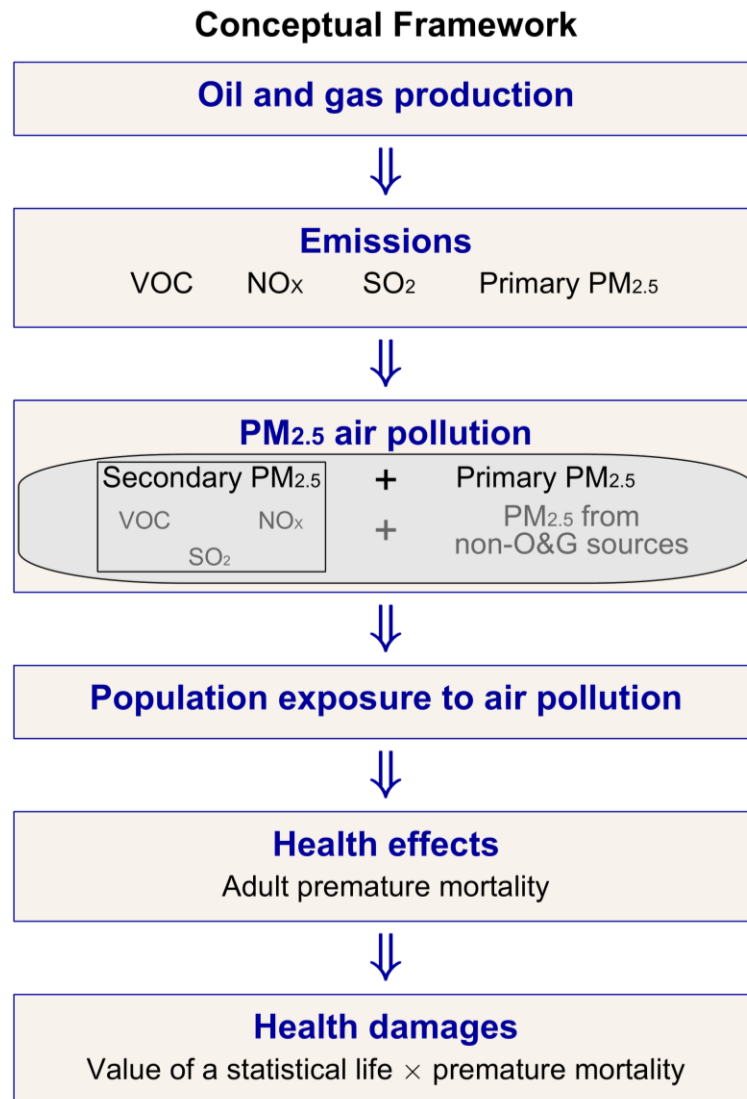 Conceptual Framework
Oil and gas production
⇓
Emissions
VOC NOx SO₂ Primary PM₂.₅
⇓
PM₂.₅ air pollution
Secondary PM₂.₅ + Primary PM₂.₅
VOC NOx + PM₂.₅ from
SO₂ non-O&G sources
⇓
Population exposure to air pollution
⇓
Health effects
Adult premature mortality
⇓
Health damages
Value of a statistical life × premature mortality